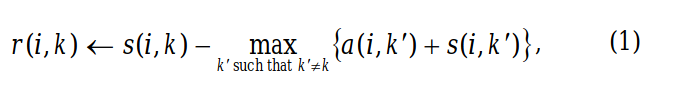 r(i,k) ← s(i,k) − max {a(i,k′) + s(i,k′)}, (1)
k′ such that k′≠k